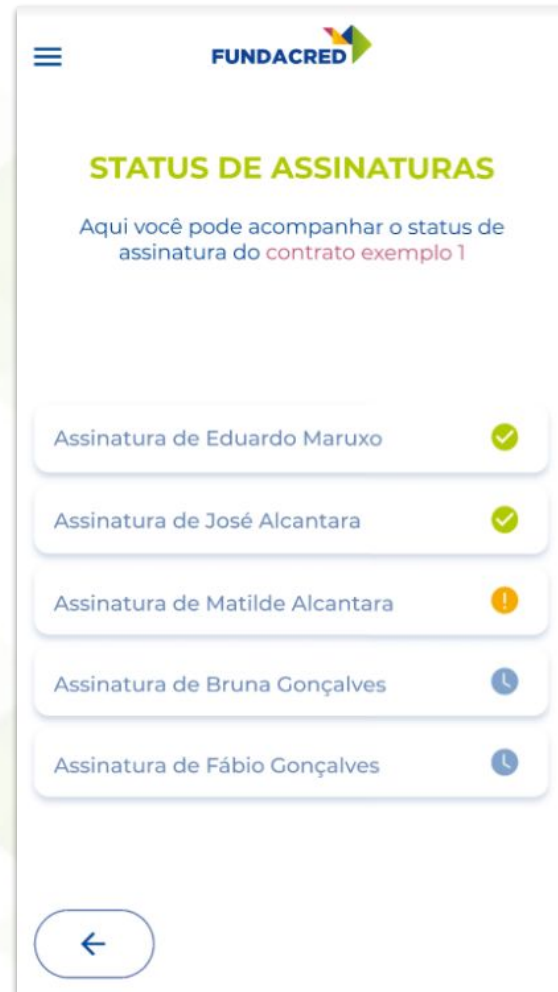 FUNDACRED
STATUS DE ASSINATURAS
Aqui você pode acompanhar o status de
assinatura do contrato exemplo 1
Assinatura de Eduardo Maruxo
Assinatura de José Alcantara
Assinatura de Matilde Alcantara
Assinatura de Bruna Gonçalves
Assinatura de Fábio Gonçalves